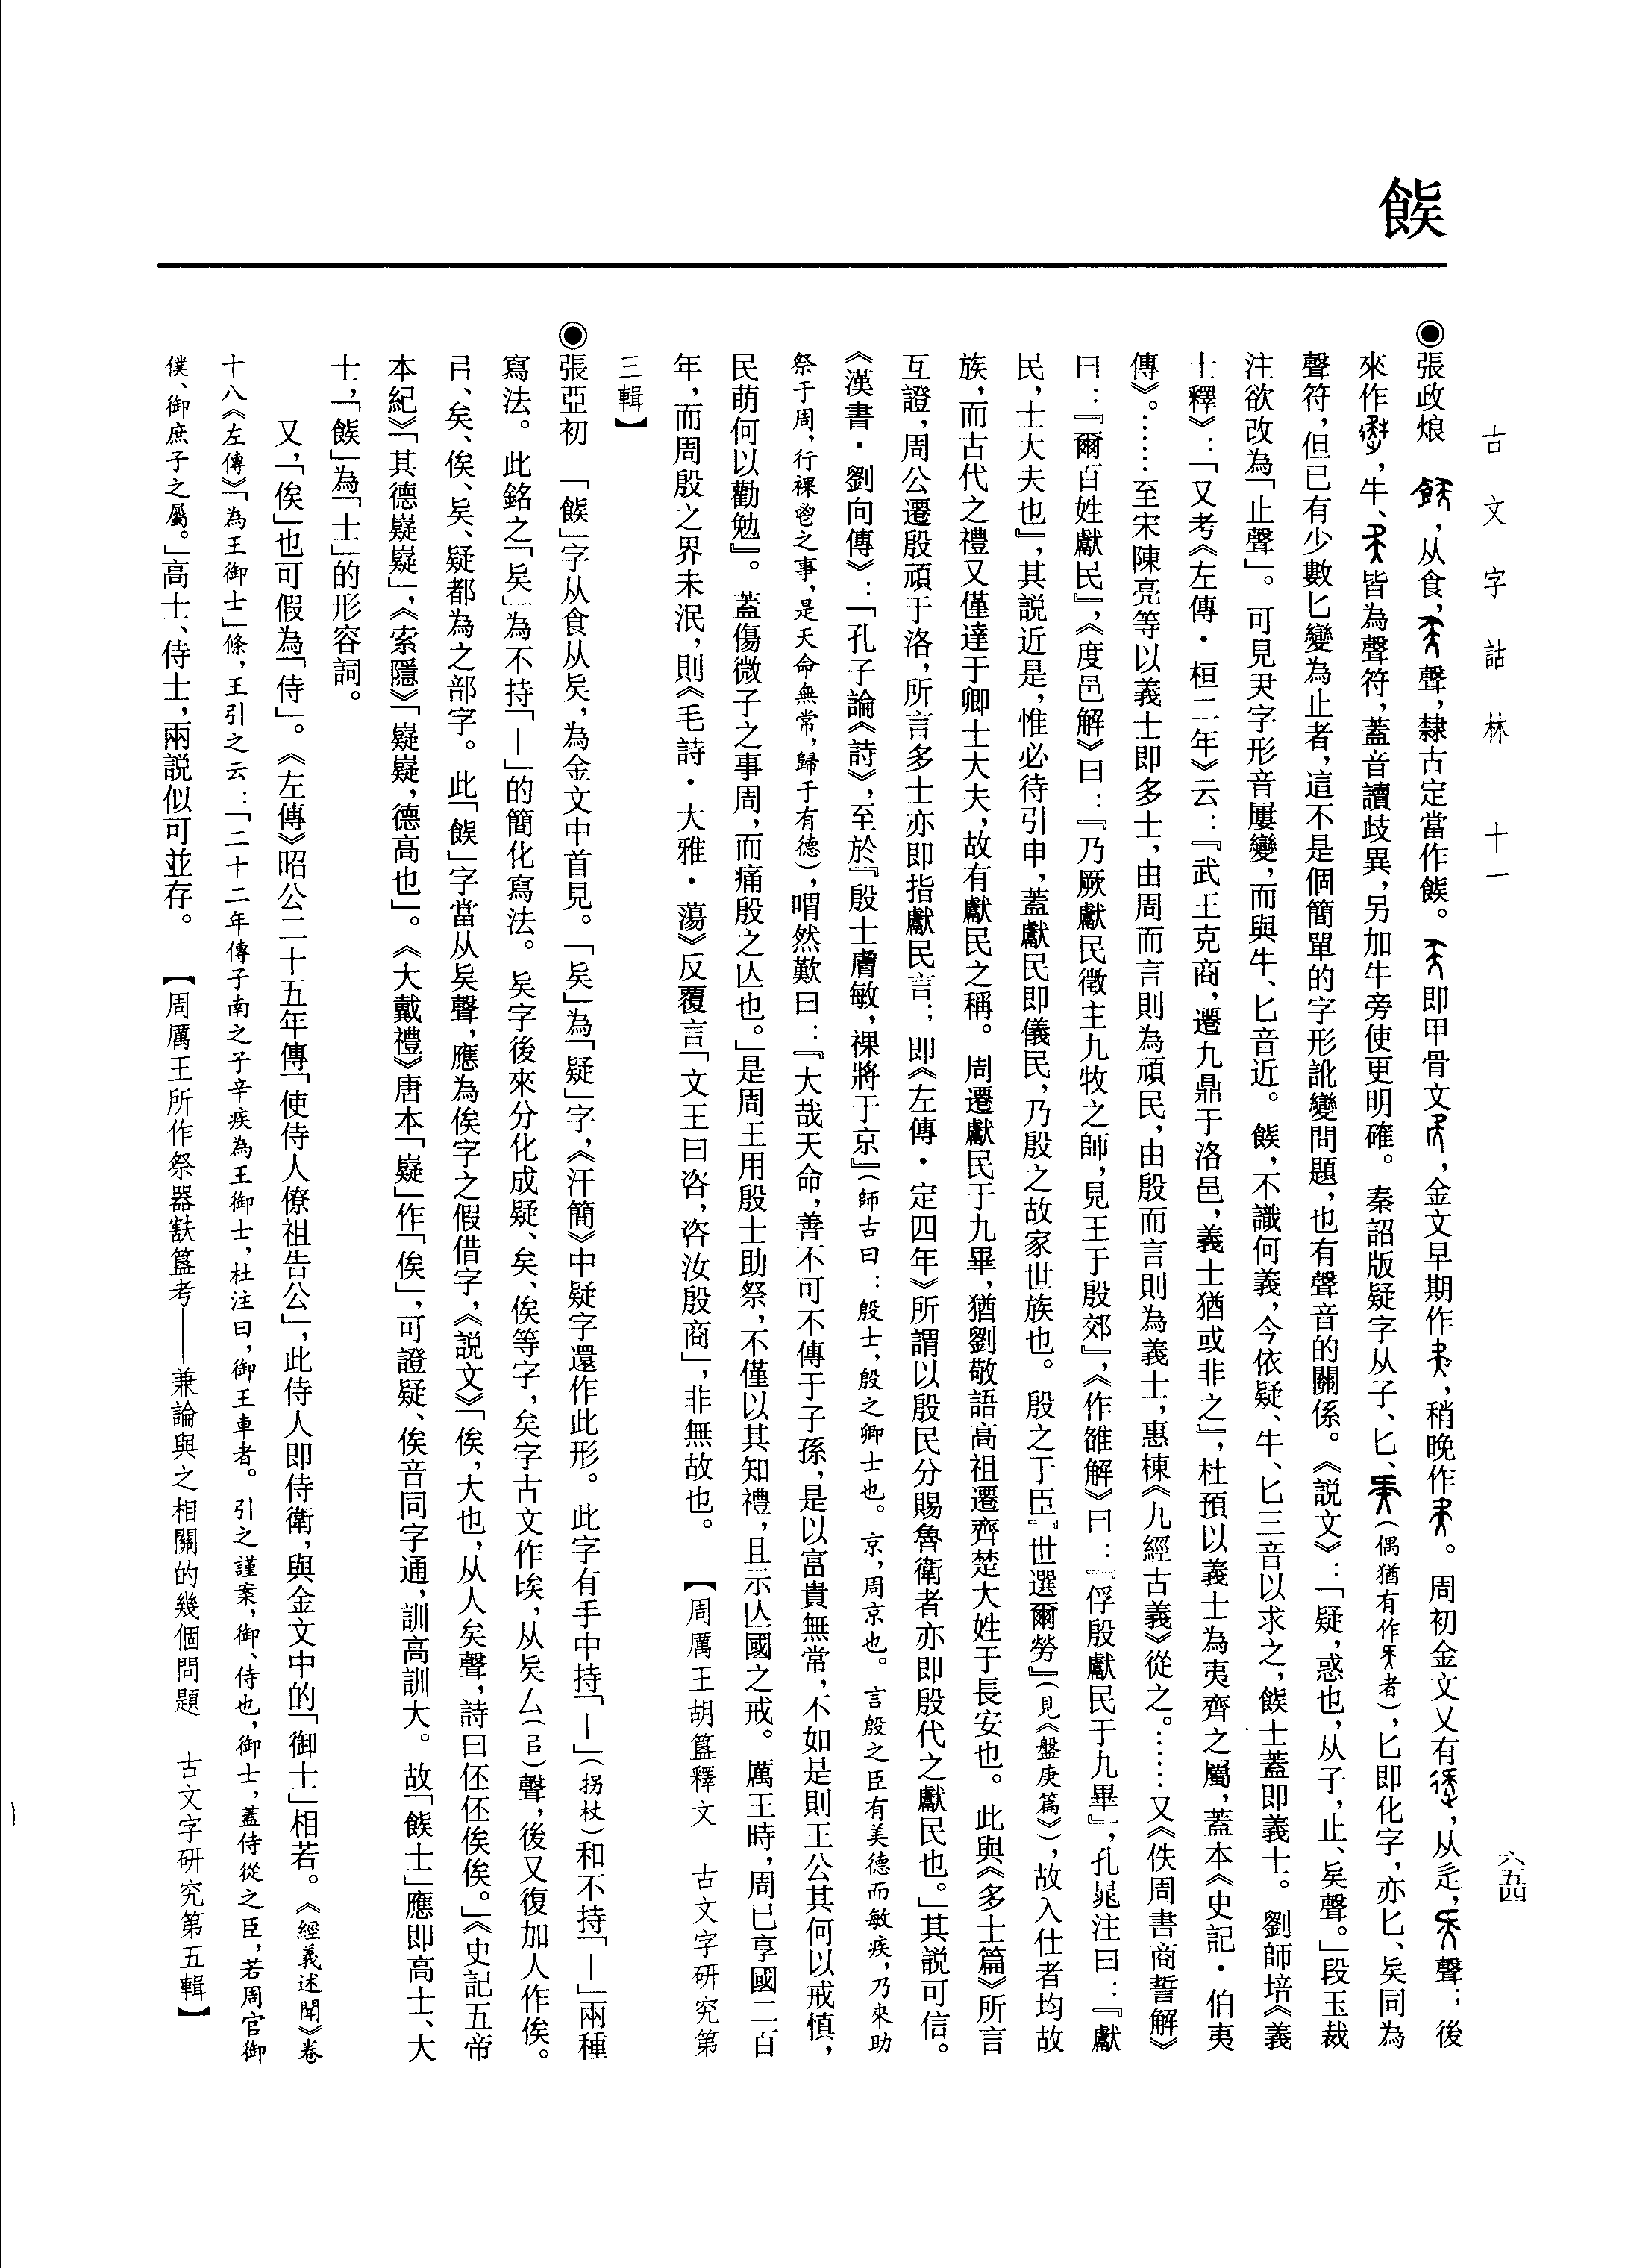 古文字詁林　十一
六五四
餩
◉張政烺　，从食，聲，隸古定當作餩。即甲骨文，金文早期作，稍晚作。周初金文又有，从辵，聲；後
來作，牛、皆為聲符，蓋音讀歧異，另加牛旁使更明確。秦詔版疑字从子、匕、（偶猶有作者），匕即化字，亦匕、矣同為
聲符，但已有少數匕變為止者，這不是個簡單的字形訛變問題，也有聲音的關係。《説文》：「疑，惑也，从子，止、矣聲。」段玉裁
注欲改為「止聲」。可見字形音屢變，而與牛、匕音近。餩，不識何義，今依疑、牛、匕三音以求之，餩士蓋即義士。劉師培《義
士釋》：「又考《左傳·桓二年》云：『武王克商，遷九鼎于洛邑，義士猶或非之』，杜預以義士為夷齊之屬，蓋本《史記·伯夷
傳》。……至宋陳亮等以義士即多士，由周而言則為頑民，由殷而言則為義士，惠棟《九經古義》從之。……又《佚周書商誓解》
曰：『爾百姓獻民』，《度邑解》曰：『乃厥獻民徵主九牧之師，見王于殷郊』，《作雒解》曰：『俘殷獻民于九畢』，孔晁注曰：『獻
民，士大夫也』，其説近是，惟必待引申，蓋獻民即儀民，乃殷之故家世族也。殷之于臣『世選爾勞』（見《盤庚篇》），故入仕者均故
族，而古代之禮又僅達于卿士大夫，故有獻民之稱。周遷獻民于九畢，猶劉敬語高祖遷齊楚大姓于長安也。此與《多士篇》所言
互證，周公遷殷頑于洛，所言多士亦即指獻民言；即《左傳·定四年》所謂以殷民分賜魯衛者亦即殷代之獻民也。」其説可信。
《漢書·劉向傳》：「孔子論《詩》，至於『殷士膚敏，祼將于京』（師古曰：殷士，殷之卿士也。京，周京也。言殷之臣有美德而敏疾，乃來助
祭于周，行祼鬯之事，是天命無常，歸于有德），喟然歎曰：『大哉天命，善不可不傳于子孫，是以富貴無常，不如是則王公其何以戒慎，
民萌何以勸勉』。蓋傷微子之事周，而痛殷之亾也。」是周王用殷士助祭，不僅以其知禮，且示亾國之戒。厲王時，周已享國二百
年，而周殷之界未泯，則《毛詩·大雅·蕩》反覆言「文王曰咨，咨汝殷商」，非無故也。　【周厲王胡簋釋文　古文字研究第
三輯】
◉張亞初　「餩」字从食从矣，為金文中首見。「矣」為「疑」字，《汗簡》中疑字還作此形。此字有手中持「丨」（拐杖）和不持「丨」兩種
寫法。此銘之「矣」為不持「丨」的簡化寫法。矣字後來分化成疑、矣、俟等字，矣字古文作㠯，从矣厶（㠯）聲，後又復加人作俟。
㠯、矣、俟、矣、疑都為之部字。此「餩」字當从矣聲，應為俟字之假借字，《説文》「俟，大也，从人矣聲，詩曰伾伾俟俟。」《史記五帝
本紀》「其德嶷嶷」，《索隱》「嶷嶷，德高也」。《大戴禮》唐本「嶷」作「俟」，可證疑、俟音同字通，訓高訓大。故「餩士」應即高士、大
士，「餩」為「士」的形容詞。
又，「俟」也可假為「侍」。《左傳》昭公二十五年傳「使侍人僚祖告公」，此侍人即侍衛，與金文中的「御士」相若。《經義述聞》卷
十八《左傳》「為王御士」條，王引之云：「二十二年傳子南之子辛疾為王御士，杜注曰，御王車者。引之謹案，御、侍也，御士，蓋侍從之臣，若周官御
僕、御庶子之屬。」高士、侍士，兩説似可並存。　【周厲王所作祭器㝬簋考——兼論與之相關的幾個問題　古文字研究第五輯】